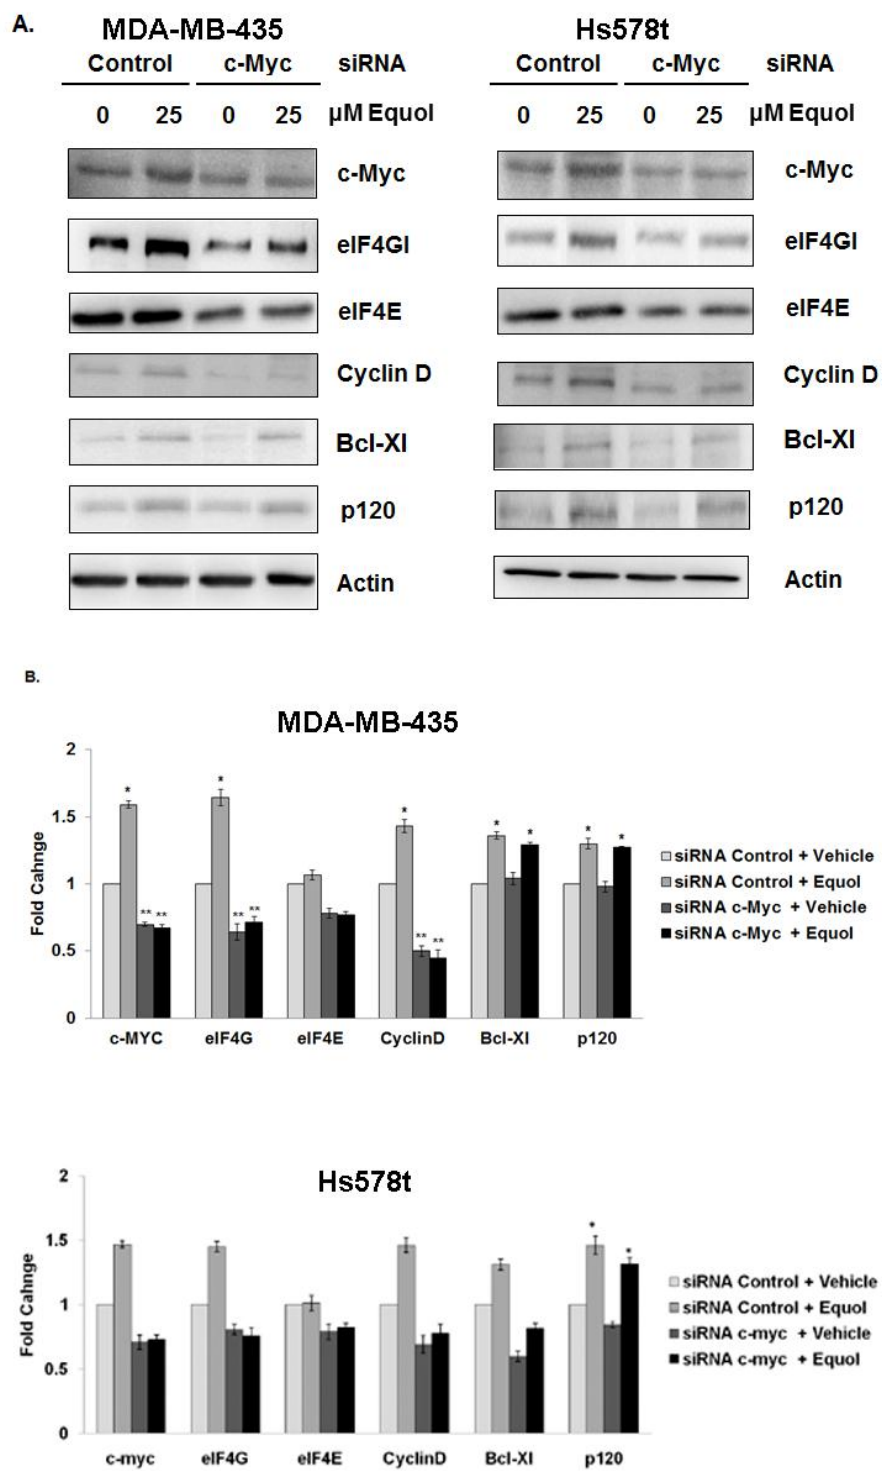 A.
MDA-MB-435 Hs578t
Control c-Myc siRNA Control c-Myc siRNA
0 25 0 25 µM Equol 0 25 0 25 µM Equol
c-Myc c-Myc
eIF4GI eIF4GI
eIF4E eIF4E
Cyclin D Cyclin D
Bcl-Xl Bcl-Xl
p120 p120
Actin Actin
B.
MDA-MB-435
2
* *
1.5
* * * * *
1
** ** ** **
0.5
** **
0
Fold Cahnge
c-MYC eIF4G eIF4E CyclinD Bcl-Xl p120
siRNA Control + Vehicle
siRNA Control + Equol
siRNA c-Myc + Vehicle
siRNA c-Myc + Equol
Hs578t
2
* *
1.5
1
0.5
0
Fold Cahnge
c-myc eIF4G eIF4E CyclinD Bcl-Xl p120
siRNA Control + Vehicle
siRNA Control + Equol
siRNA c-myc + Vehicle
siRNA c-myc + Equol